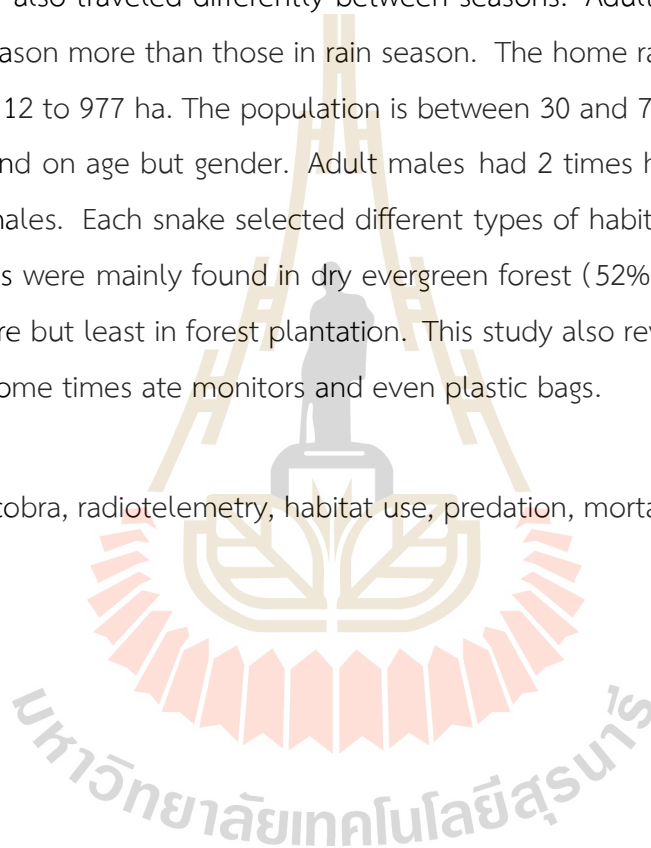 also traveled differently between seasons. Adult
eason more than those in rain season. The home ra
12 to 977 ha. The population is between 30 and 7
nd on age but gender. Adult males had 2 times h
nales. Each snake selected different types of habit
s were mainly found in dry evergreen forest (52%
re but least in forest plantation. This study also rev
ome times ate monitors and even plastic bags.
cobra, radiotelemetry, habitat use, predation, morta
มหาวิทยาลัยเทคโนโลยีสุรนารี